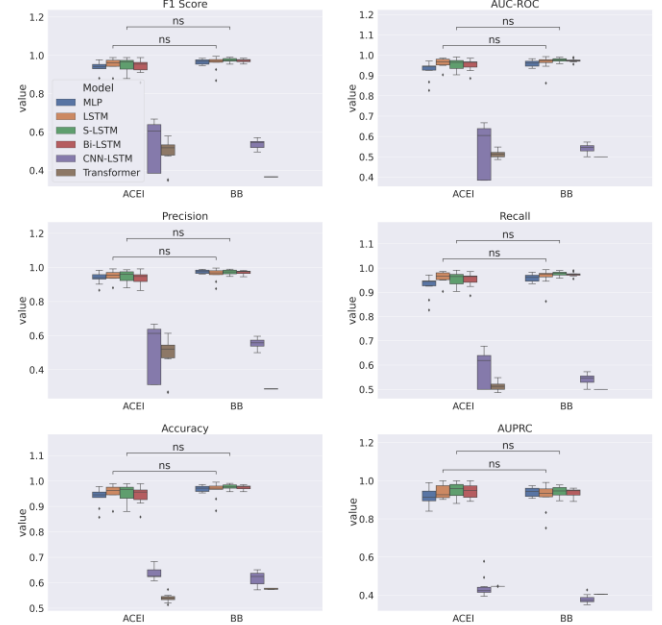 F1 Score
value
1.2
1.0
0.8
0.6
0.4
ns
ns
Model
MLP
LSTM
S-LSTM
Bi-LSTM
CNN-LSTM
Transformer
ACEI BB
AUC-ROC
value
1.2
1.1
1.0
0.9
0.8
0.7
0.6
0.5
0.4
ns
ns
ACEI BB
Precision
value
1.2
1.0
0.8
0.6
0.4
ns
ns
ACEI BB
Recall
value
1.1
1.0
0.9
0.8
0.7
0.6
0.5
ns
ns
ACEI BB
Accuracy
value
1.1
1.0
0.9
0.8
0.7
0.6
0.5
ns
ns
ACEI BB
AUPRC
value
1.2
1.0
0.8
0.6
0.4
ns
ns
ACEI BB